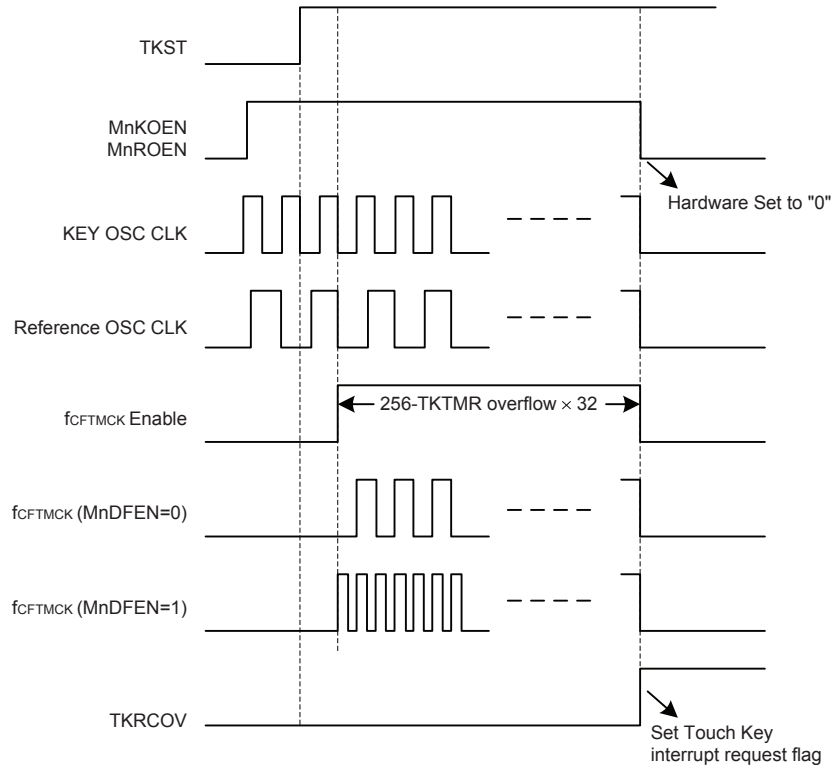 TKST
MnKOEN
MnROEN
Hardware Set to "0"
KEY OSC CLK
Reference OSC CLK
fCFTMCK Enable
256-TKTMR overflow × 32
fCFTMCK (MnDFEN=0)
fCFTMCK (MnDFEN=1)
TKRCOV
Set Touch Key
interrupt request flag